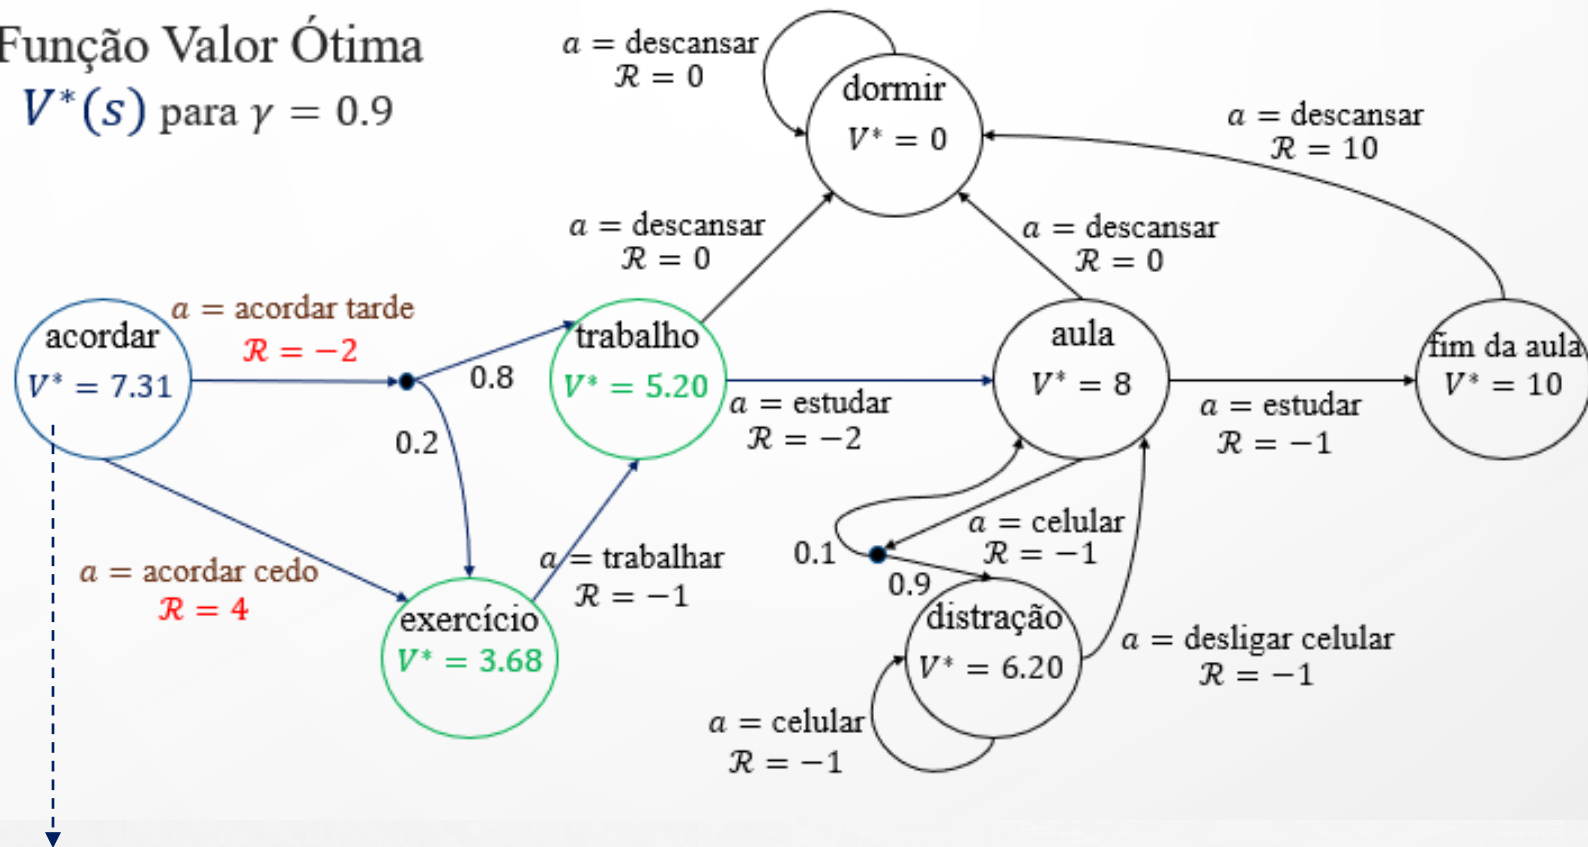 Função Valor Ótima
V*(s) para γ = 0.9
a = descansar
ℛ = 0
dormir
V* = 0
a = descansar
ℛ = 10
a = descansar
ℛ = 0
a = descansar
ℛ = 0
acordar
V* = 7.31
a = acordar tarde
ℛ = −2
0.8
0.2
trabalho
V* = 5.20
a = estudar
ℛ = −2
aula
V* = 8
a = estudar
ℛ = −1
fim da aula
V* = 10
a = acordar cedo
ℛ = 4
exercício
V* = 3.68
a = trabalhar
ℛ = −1
0.1
a = celular
ℛ = −1
0.9
distração
V* = 6.20
a = desligar celular
ℛ = −1
a = celular
ℛ = −1